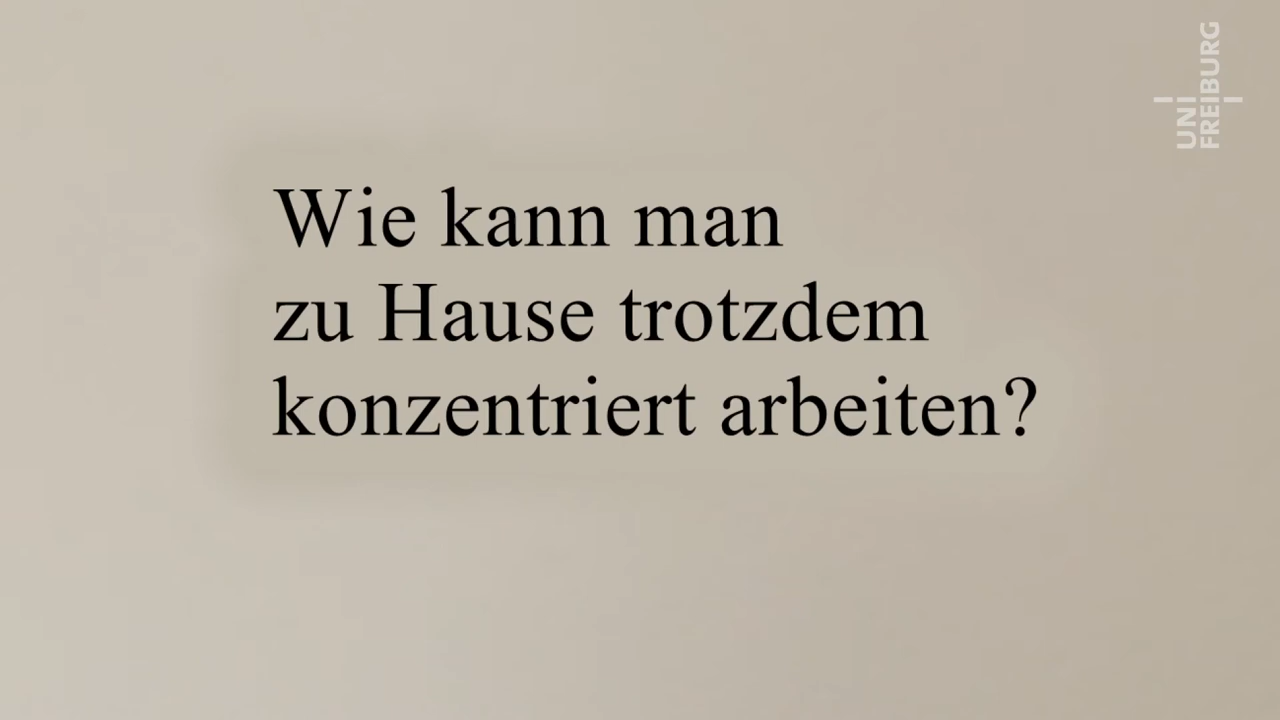 Wie kann man
zu Hause trotzdem
konzentriert arbeiten?
UNI
FREIBURG